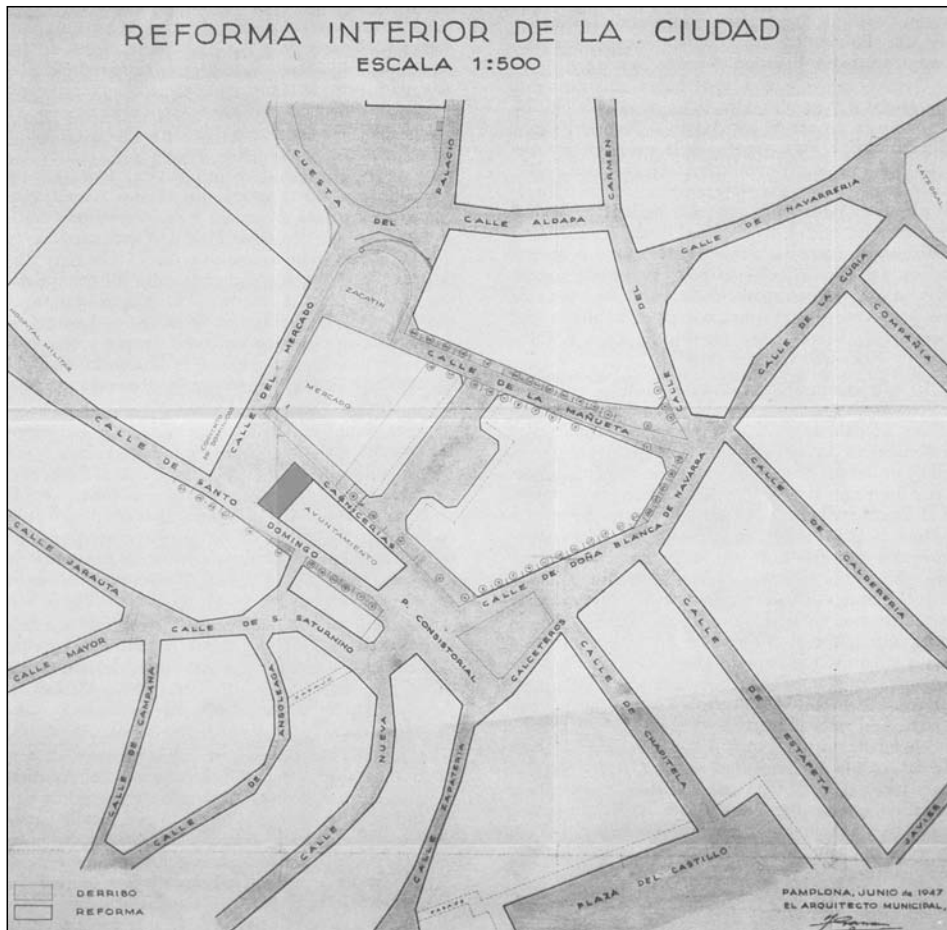 REFORMA INTERIOR DE LA CIUDAD
ESCALA 1:500
CUESTA
DEL
PALACIO
CALLE ALDAPA
CARMEN
DEL
CALLE
CALLE DE NAVARRERIA
CATEDRAL
CALLE DE LA CURIA
COMPAÑIA
ZACATIN
CALLE DEL MERCADO
MERCADO
CALLE DE LA MAÑUETA
HOSPITAL MILITAR
CONVENTO
DE DOMINICOS
CALLE DE SANTO
DOMINGO
CARNICERIAS
AYUNTAMIENTO
CALLE DE DOÑA BLANCA DE NAVARRA
CALLE DE CALDERERIA
CALLE JARAUTA
CALLE MAYOR
CALLE DE S. SATURNINO
P. CONSISTORIAL
CALCETEROS
CALLE DE CAMPANA
CALLE DE ANSOLEAGA
CALLE NUEVA
CALLE ZAPATERIA
CALLE DE CHAPITELA
CALLE DE ESTAFETA
JAVIER
PLAZA DEL CASTILLO
PASAJE
DERRIBO
REFORMA
PAMPLONA, JUNIO de 1947
EL ARQUITECTO MUNICIPAL,